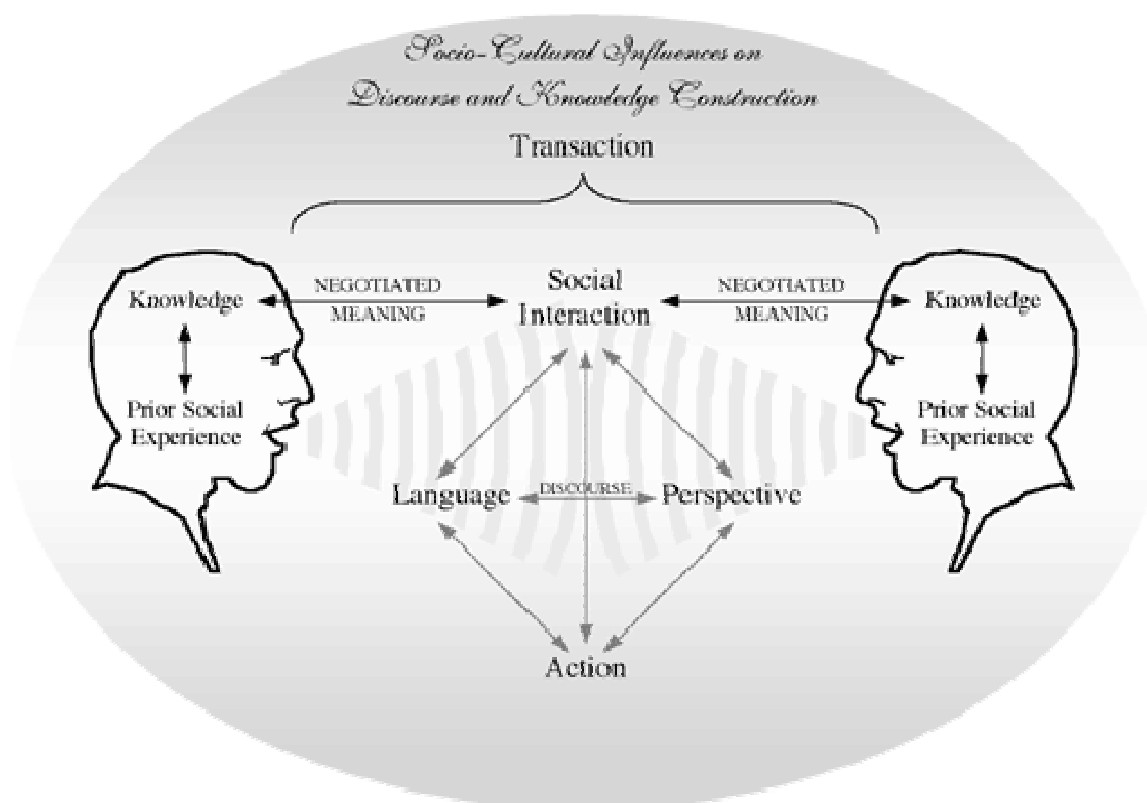 Socio-Cultural Influences on
Discourse and Knowledge Construction
Transaction
Knowledge
NEGOTIATED
MEANING
Social
Interaction
NEGOTIATED
MEANING
Knowledge
Prior Social
Experience
Prior Social
Experience
Language
DISCOURSE
Perspective
Action